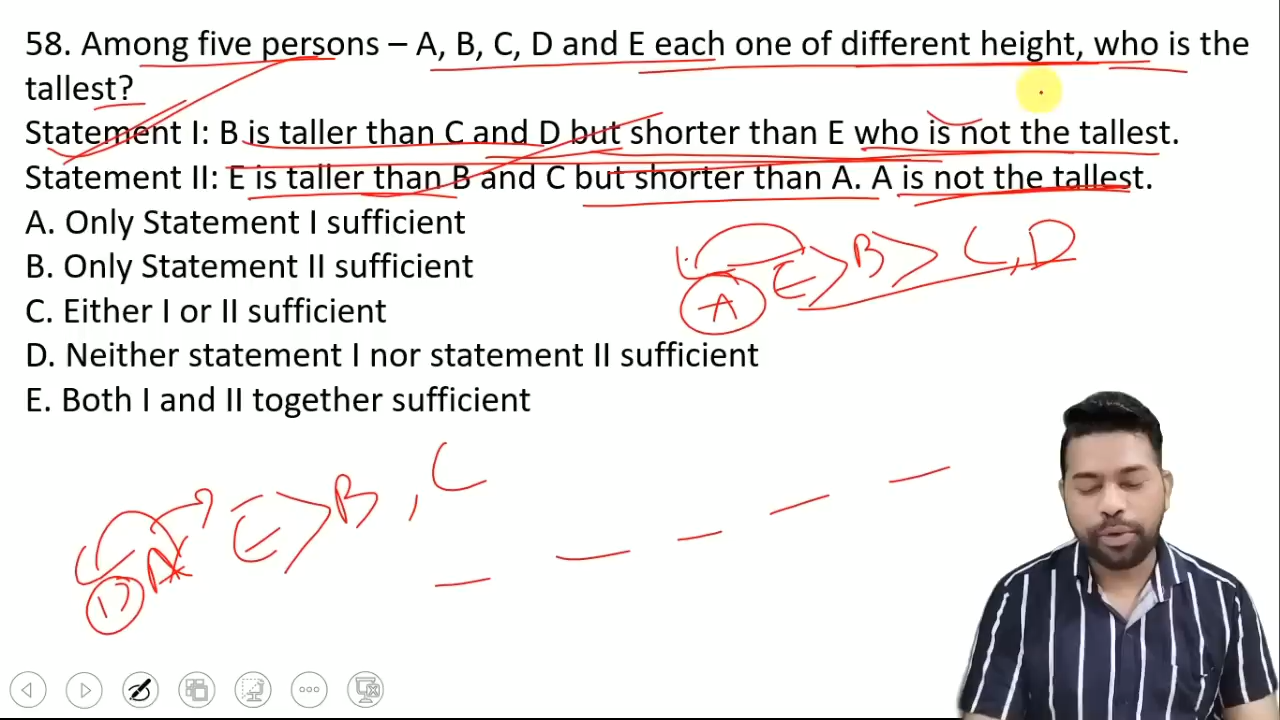 58. Among five persons – A, B, C, D and E each one of different height, who is the
tallest?
Statement I: B is taller than C and D but shorter than E who is not the tallest.
Statement II: E is taller than B and C but shorter than A. A is not the tallest.
A. Only Statement I sufficient
B. Only Statement II sufficient
C. Either I or II sufficient
D. Neither statement I nor statement II sufficient
E. Both I and II together sufficient
A E > B > C, D
D A E > B, C